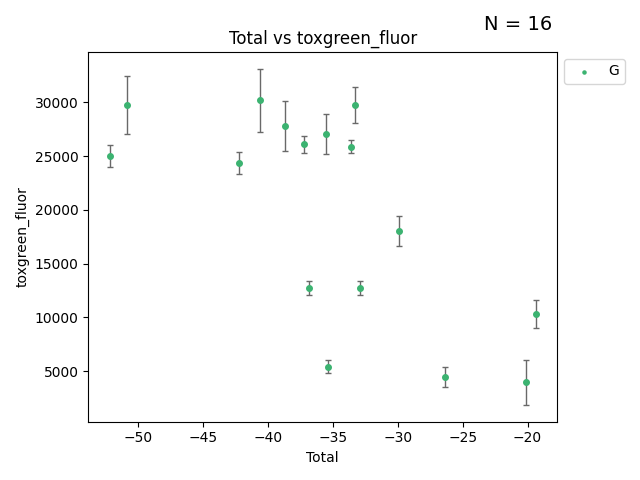 N = 16
Total vs toxgreen_fluor
G
30000
25000
20000
15000
10000
5000
toxgreen_fluor
−50 −45 −40 −35 −30 −25 −20
Total